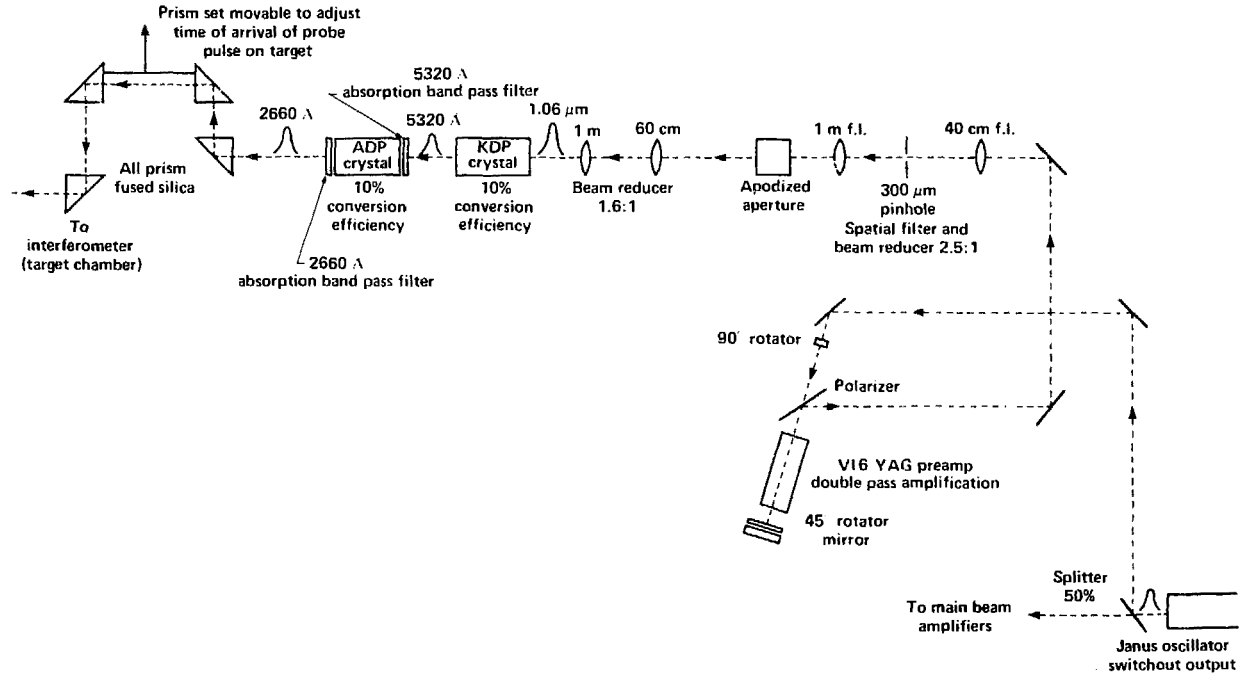 Prism set movable to adjust
time of arrival of probe
pulse on target
5320 Å
absorption band pass filter
2660 Å
5320 Å
1.06 µm
1 m
60 cm
1 m f.l.
40 cm f.l.
ADP
crystal
KDP
crystal
All prism
fused silica
10%
conversion
efficiency
10%
conversion
efficiency
Beam reducer
1.6:1
Apodized
aperture
300 µm
pinhole
Spatial filter and
beam reducer 2.5:1
To
interferometer
(target chamber)
2660 Å
absorption band pass filter
90° rotator
Polarizer
V16 YAG preamp
double pass amplification
45 rotator
mirror
Splitter
50%
To main beam
amplifiers
Janus oscillator
switchout output